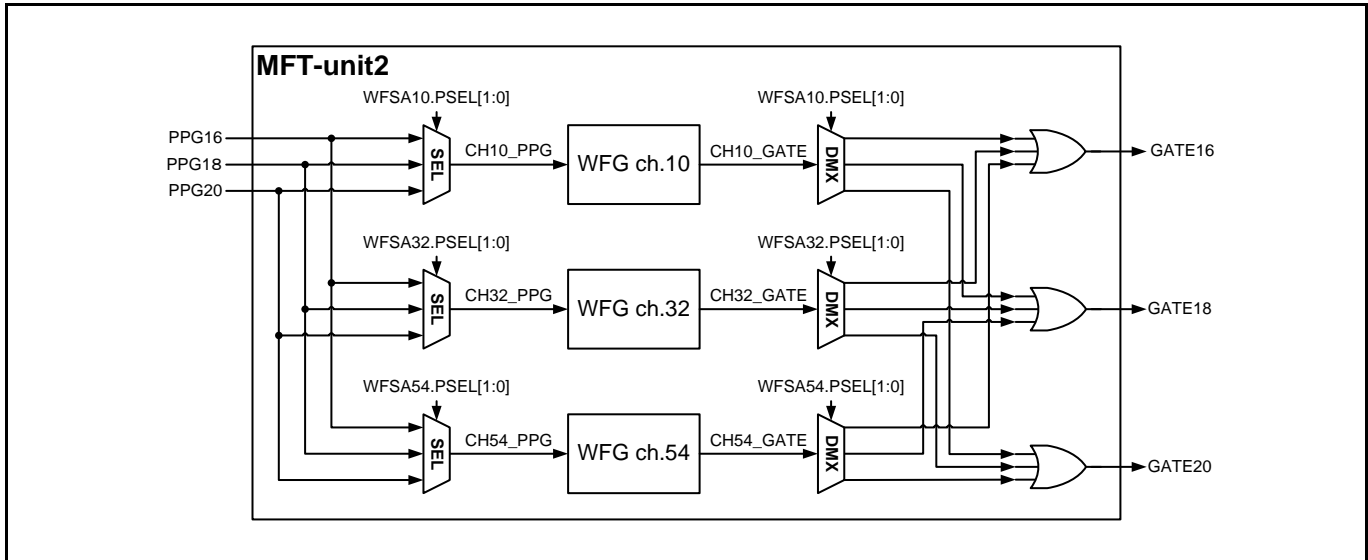 MFT-unit2
WFSA10.PSEL[1:0]
WFSA10.PSEL[1:0]
PPG16
PPG18
PPG20
SEL
CH10_PPG
WFG ch.10
CH10_GATE
DMX
GATE16
WFSA32.PSEL[1:0]
WFSA32.PSEL[1:0]
SEL
CH32_PPG
WFG ch.32
CH32_GATE
DMX
GATE18
WFSA54.PSEL[1:0]
WFSA54.PSEL[1:0]
SEL
CH54_PPG
WFG ch.54
CH54_GATE
DMX
GATE20